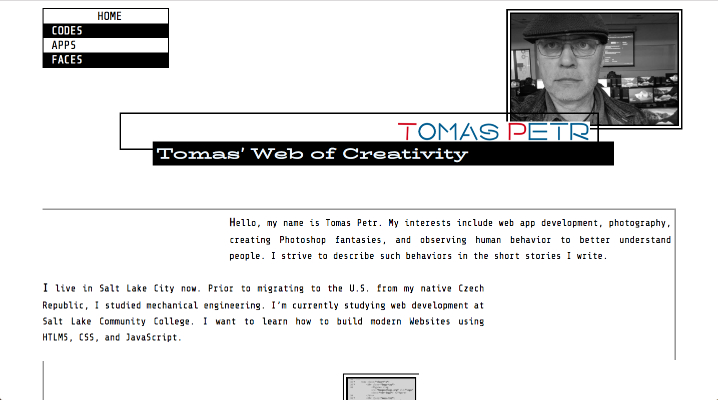 HOME
CODES
APPS
FACES
TOMAS PETR
Tomas' Web of Creativity
Hello, my name is Tomas Petr. My interests include web app development, photography,
creating Photoshop fantasies, and observing human behavior to better understand
people. I strive to describe such behaviors in the short stories I write.
I live in Salt Lake City now. Prior to migrating to the U.S. from my native Czech
Republic, I studied mechanical engineering. I'm currently studying web development at
Salt Lake Community College. I want to learn how to build modern Websites using
HTLM5, CSS, and JavaScript.